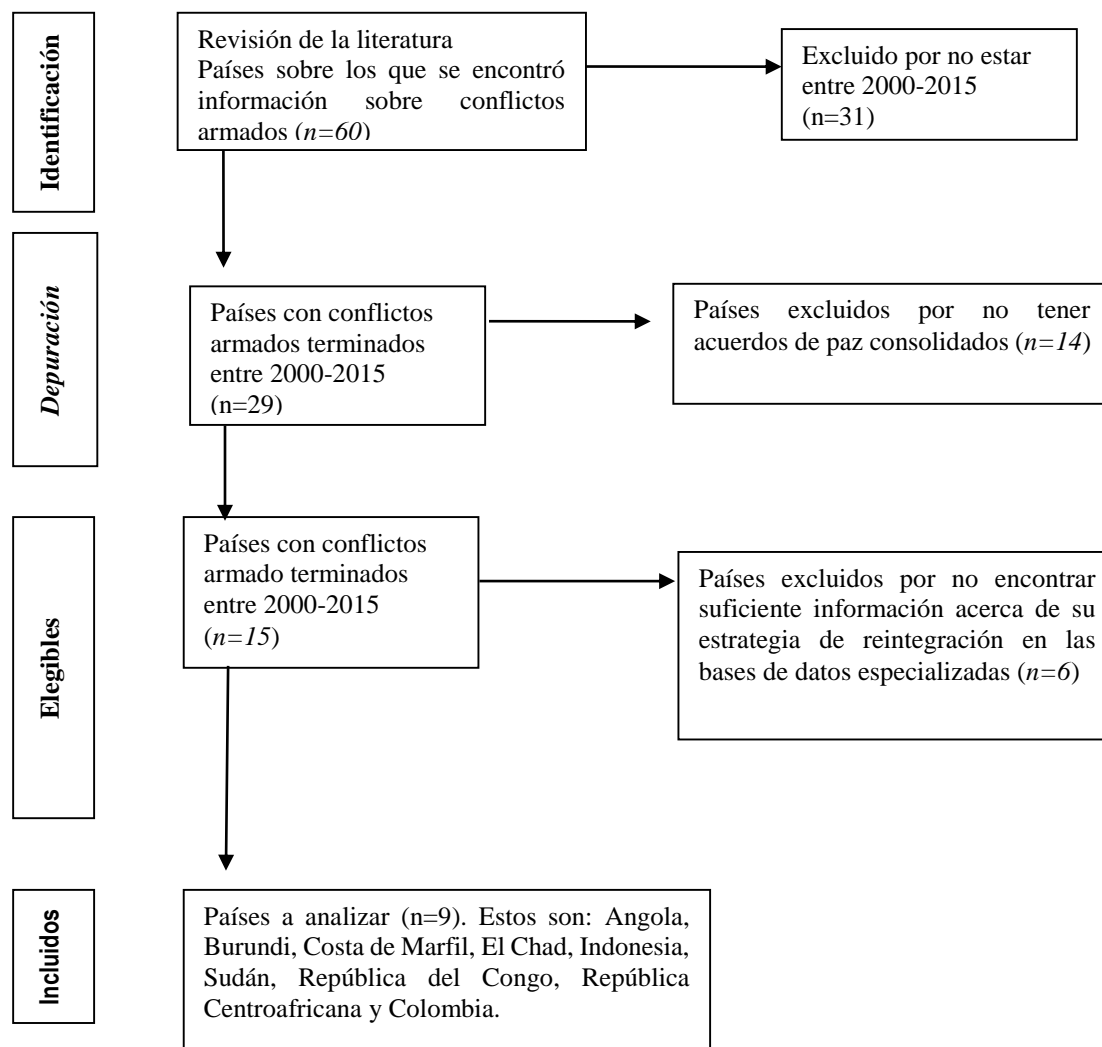 Identificación
Revisión de la literatura
Países sobre los que se encontró
información sobre conflictos
armados (n=60)
Excluido por no estar
entre 2000-2015
(n=31)
Depuración
Países con conflictos
armados terminados
entre 2000-2015
(n=29)
Países excluidos por no tener
acuerdos de paz consolidados (n=14)
Elegibles
Países con conflictos
armado terminados
entre 2000-2015
(n=15)
Países excluidos por no encontrar
suficiente información acerca de su
estrategia de reintegración en las
bases de datos especializadas (n=6)
Incluidos
Países a analizar (n=9). Estos son: Angola,
Burundi, Costa de Marfil, El Chad, Indonesia,
Sudán, República del Congo, República
Centroafricana y Colombia.